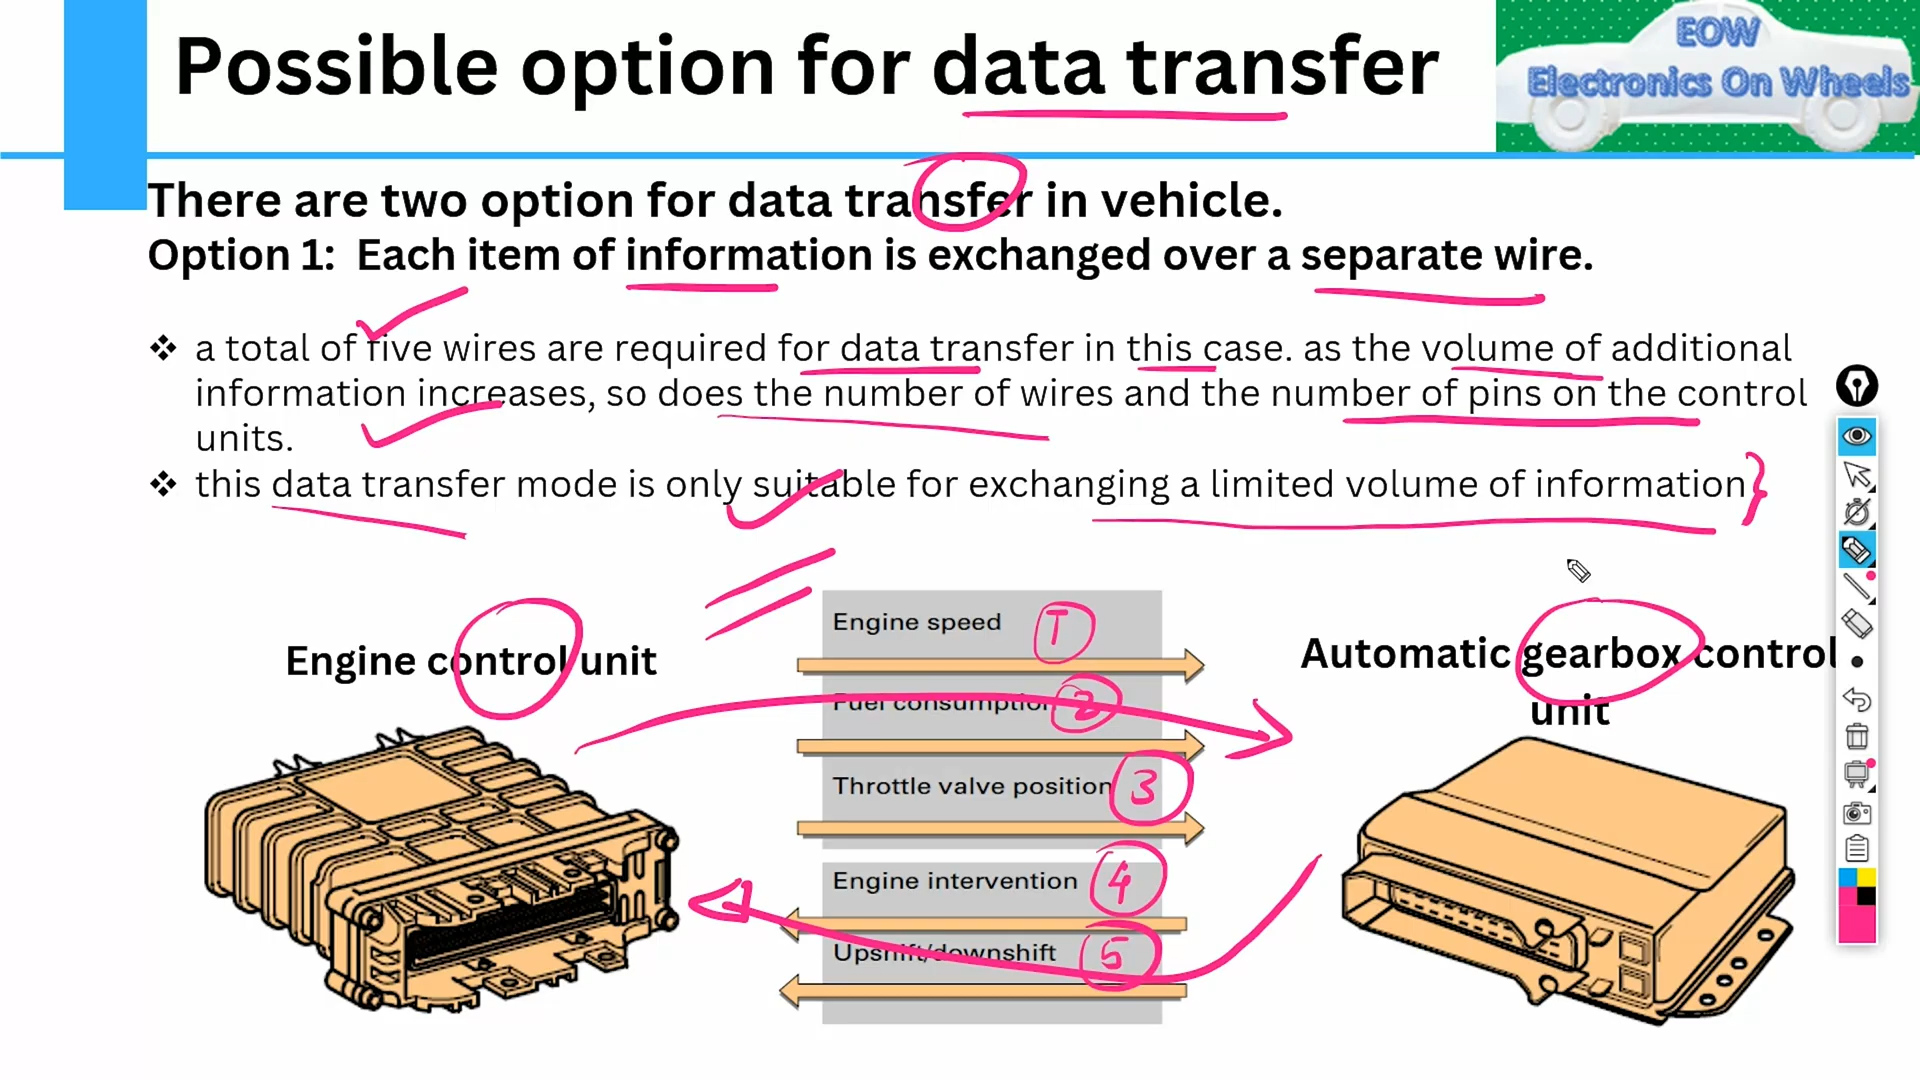 Possible option for data transfer
EOW
Electronics On Wheels
There are two option for data transfer in vehicle.
Option 1: Each item of information is exchanged over a separate wire.
❖ a total of five wires are required for data transfer in this case. as the volume of additional
information increases, so does the number of wires and the number of pins on the control
units.
❖ this data transfer mode is only suitable for exchanging a limited volume of information
Engine control unit
Engine speed 1
Fuel consumption 2
Throttle valve position 3
Engine intervention 4
Upshift/downshift 5
Automatic gearbox control
unit